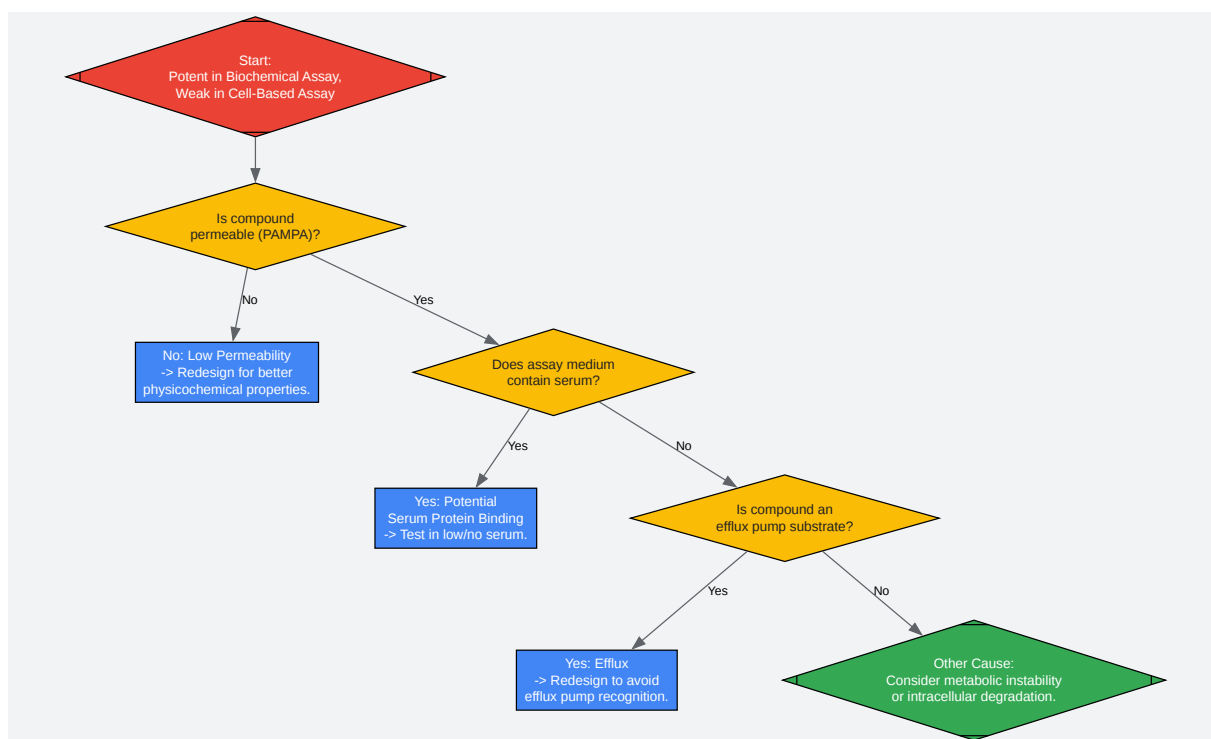 Start:
Potent in Biochemical Assay,
Weak in Cell-Based Assay
Is compound
permeable (PAMPA)?
No
Yes
No: Low Permeability
-> Redesign for better
physicochemical properties.
Does assay medium
contain serum?
Yes
No
Yes: Potential
Serum Protein Binding
-> Test in low/no serum.
Is compound an
efflux pump substrate?
Yes
No
Yes: Efflux
-> Redesign to avoid
efflux pump recognition.
Other Cause:
Consider metabolic instability
or intracellular degradation.